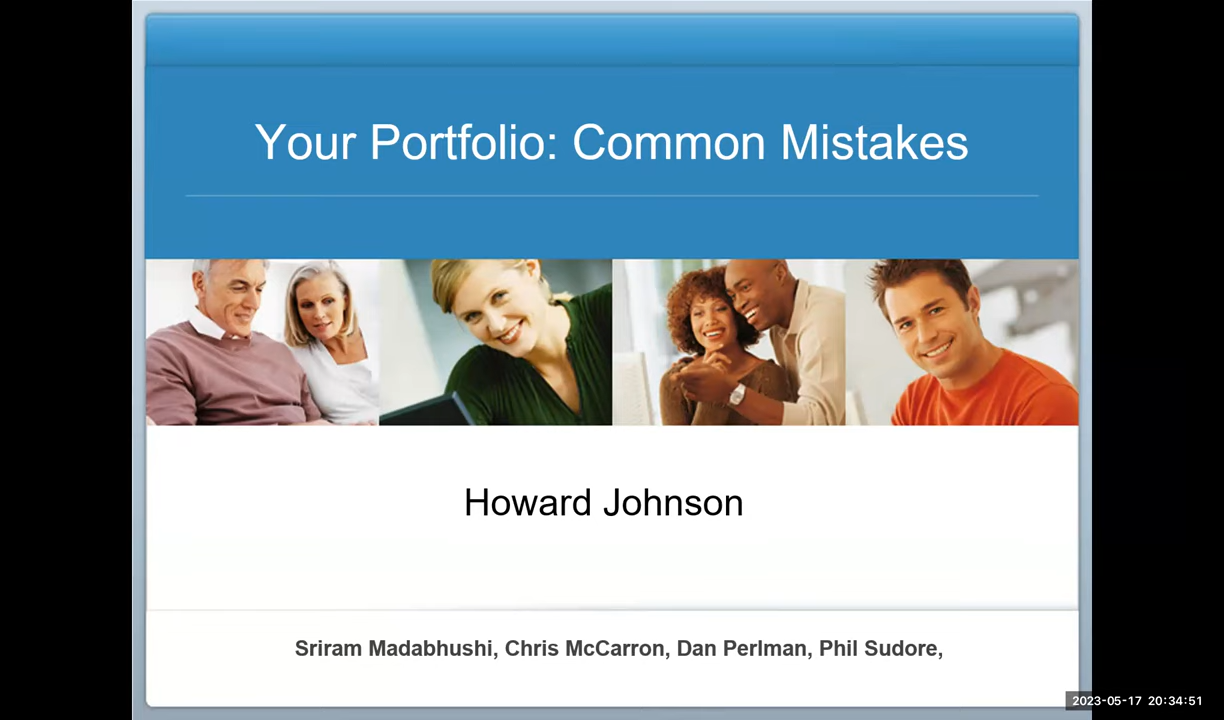 Your Portfolio: Common Mistakes
Howard Johnson
Sriram Madabhushi, Chris McCarron, Dan Perlman, Phil Sudore,
2023-05-17 20:34:51